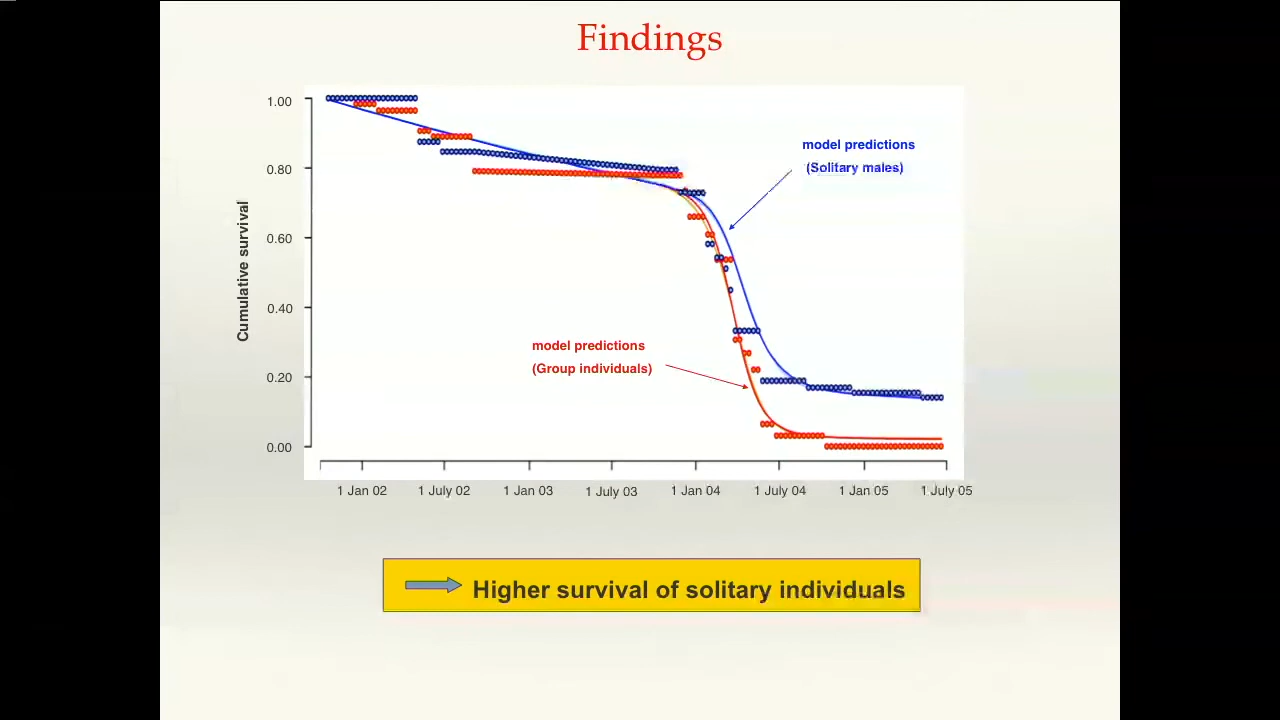 Findings
1.00
0.80
0.60
0.40
0.20
0.00
Cumulative survival
model predictions
(Solitary males)
model predictions
(Group individuals)
1 Jan 02 1 July 02 1 Jan 03 1 July 03 1 Jan 04 1 July 04 1 Jan 05 1 July 05
Higher survival of solitary individuals